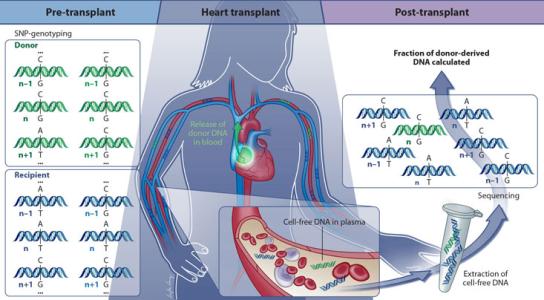 Pre-transplant
Heart transplant
Post-transplant
SNP-genotyping
Donor
...
...
C
C
n−1 G
n−1 G
C
C
n G
n G
A
C
n+1 T
n+1 G
...
...
Recipient
...
...
A
C
n−1 T
n−1 G
A
A
n T
n T
C
C
n+1 G
n+1 G
...
...
Release of
donor DNA
in blood
Cell-free DNA in plasma
Fraction of donor-derived
DNA calculated
C
n+1 G
A
n T
C
n G
A
n−1 T
C
n+1 G
A
n T
C
n−1 G
Sequencing
Extraction of
cell-free DNA